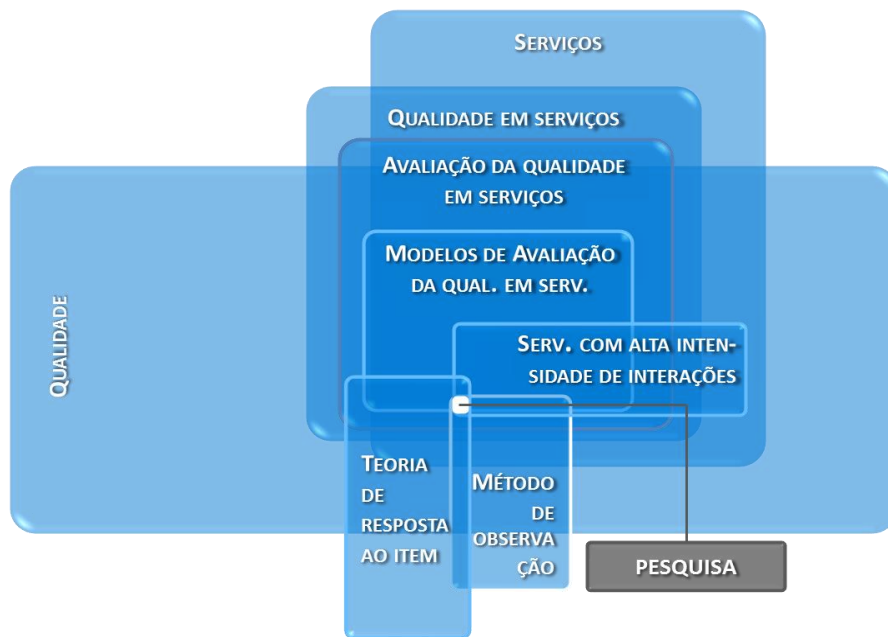 SERVIÇOS
QUALIDADE EM SERVIÇOS
AVALIAÇÃO DA QUALIDADE
EM SERVIÇOS
MODELOS DE AVALIAÇÃO
DA QUAL. EM SERV.
QUALIDADE
SERV. COM ALTA INTEN-
SIDADE DE INTERAÇÕES
TEORIA
DE
RESPOSTA
AO ITEM
MÉTODO
DE
OBSERVA
ÇÃO
PESQUISA